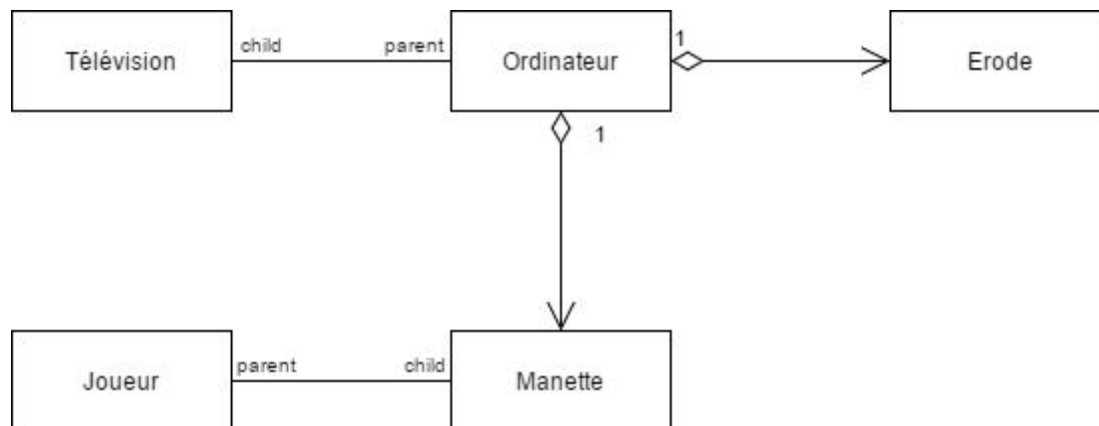 Télévision
child
parent
Ordinateur
1
Erode
1
Joueur
parent
child
Manette